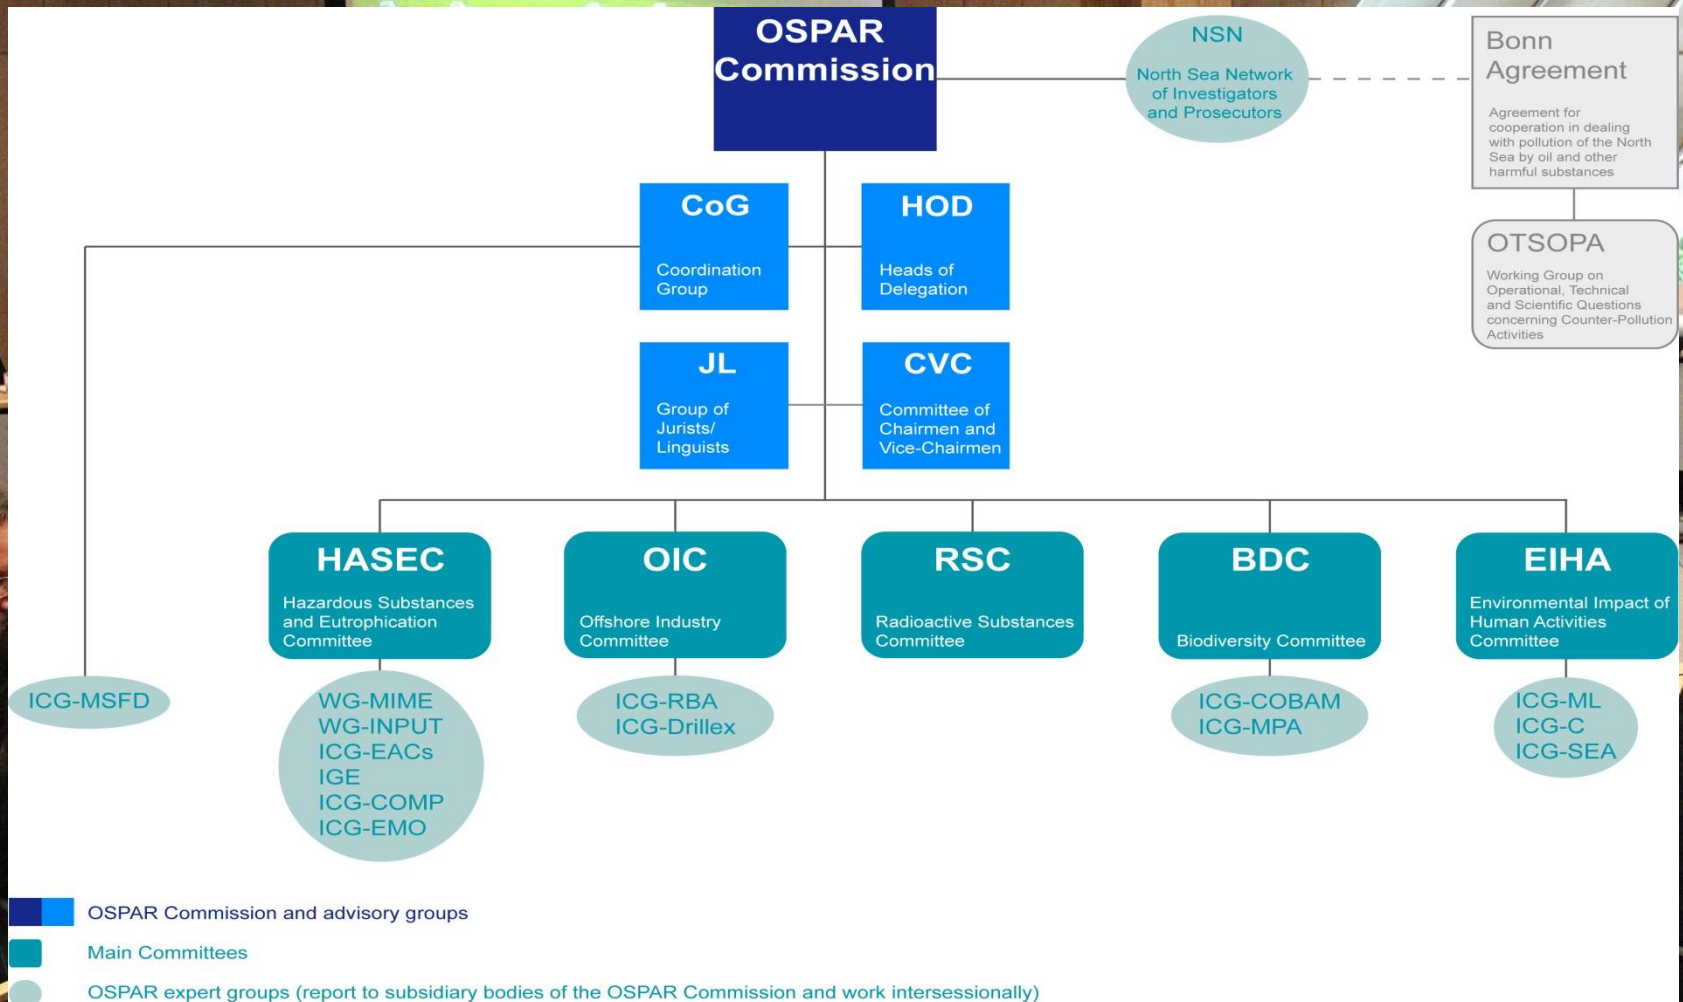 OSPAR
Commission
NSN
North Sea Network
of Investigators
and Prosecutors
Bonn
Agreement
Agreement for
cooperation in dealing
with pollution of the North
Sea by oil and other
harmful substances
OTSOPA
Working Group on
Operational, Technical
and Scientific Questions
concerning Counter-Pollution
Activities
CoG
Coordination
Group
HOD
Heads of
Delegation
JL
Group of
Jurists/
Linguists
CVC
Committee of
Chairmen and
Vice-Chairmen
HASEC
Hazardous Substances
and Eutrophication
Committee
OIC
Offshore Industry
Committee
RSC
Radioactive Substances
Committee
BDC
Biodiversity Committee
EIHA
Environmental Impact of
Human Activities
Committee
ICG-MSFD
WG-MIME
WG-INPUT
ICG-EACs
IGE
ICG-COMP
ICG-EMO
ICG-RBA
ICG-Drillex
ICG-COBAM
ICG-MPA
ICG-ML
ICG-C
ICG-SEA
OSPAR Commission and advisory groups
Main Committees
OSPAR expert groups (report to subsidiary bodies of the OSPAR Commission and work intersessionally)